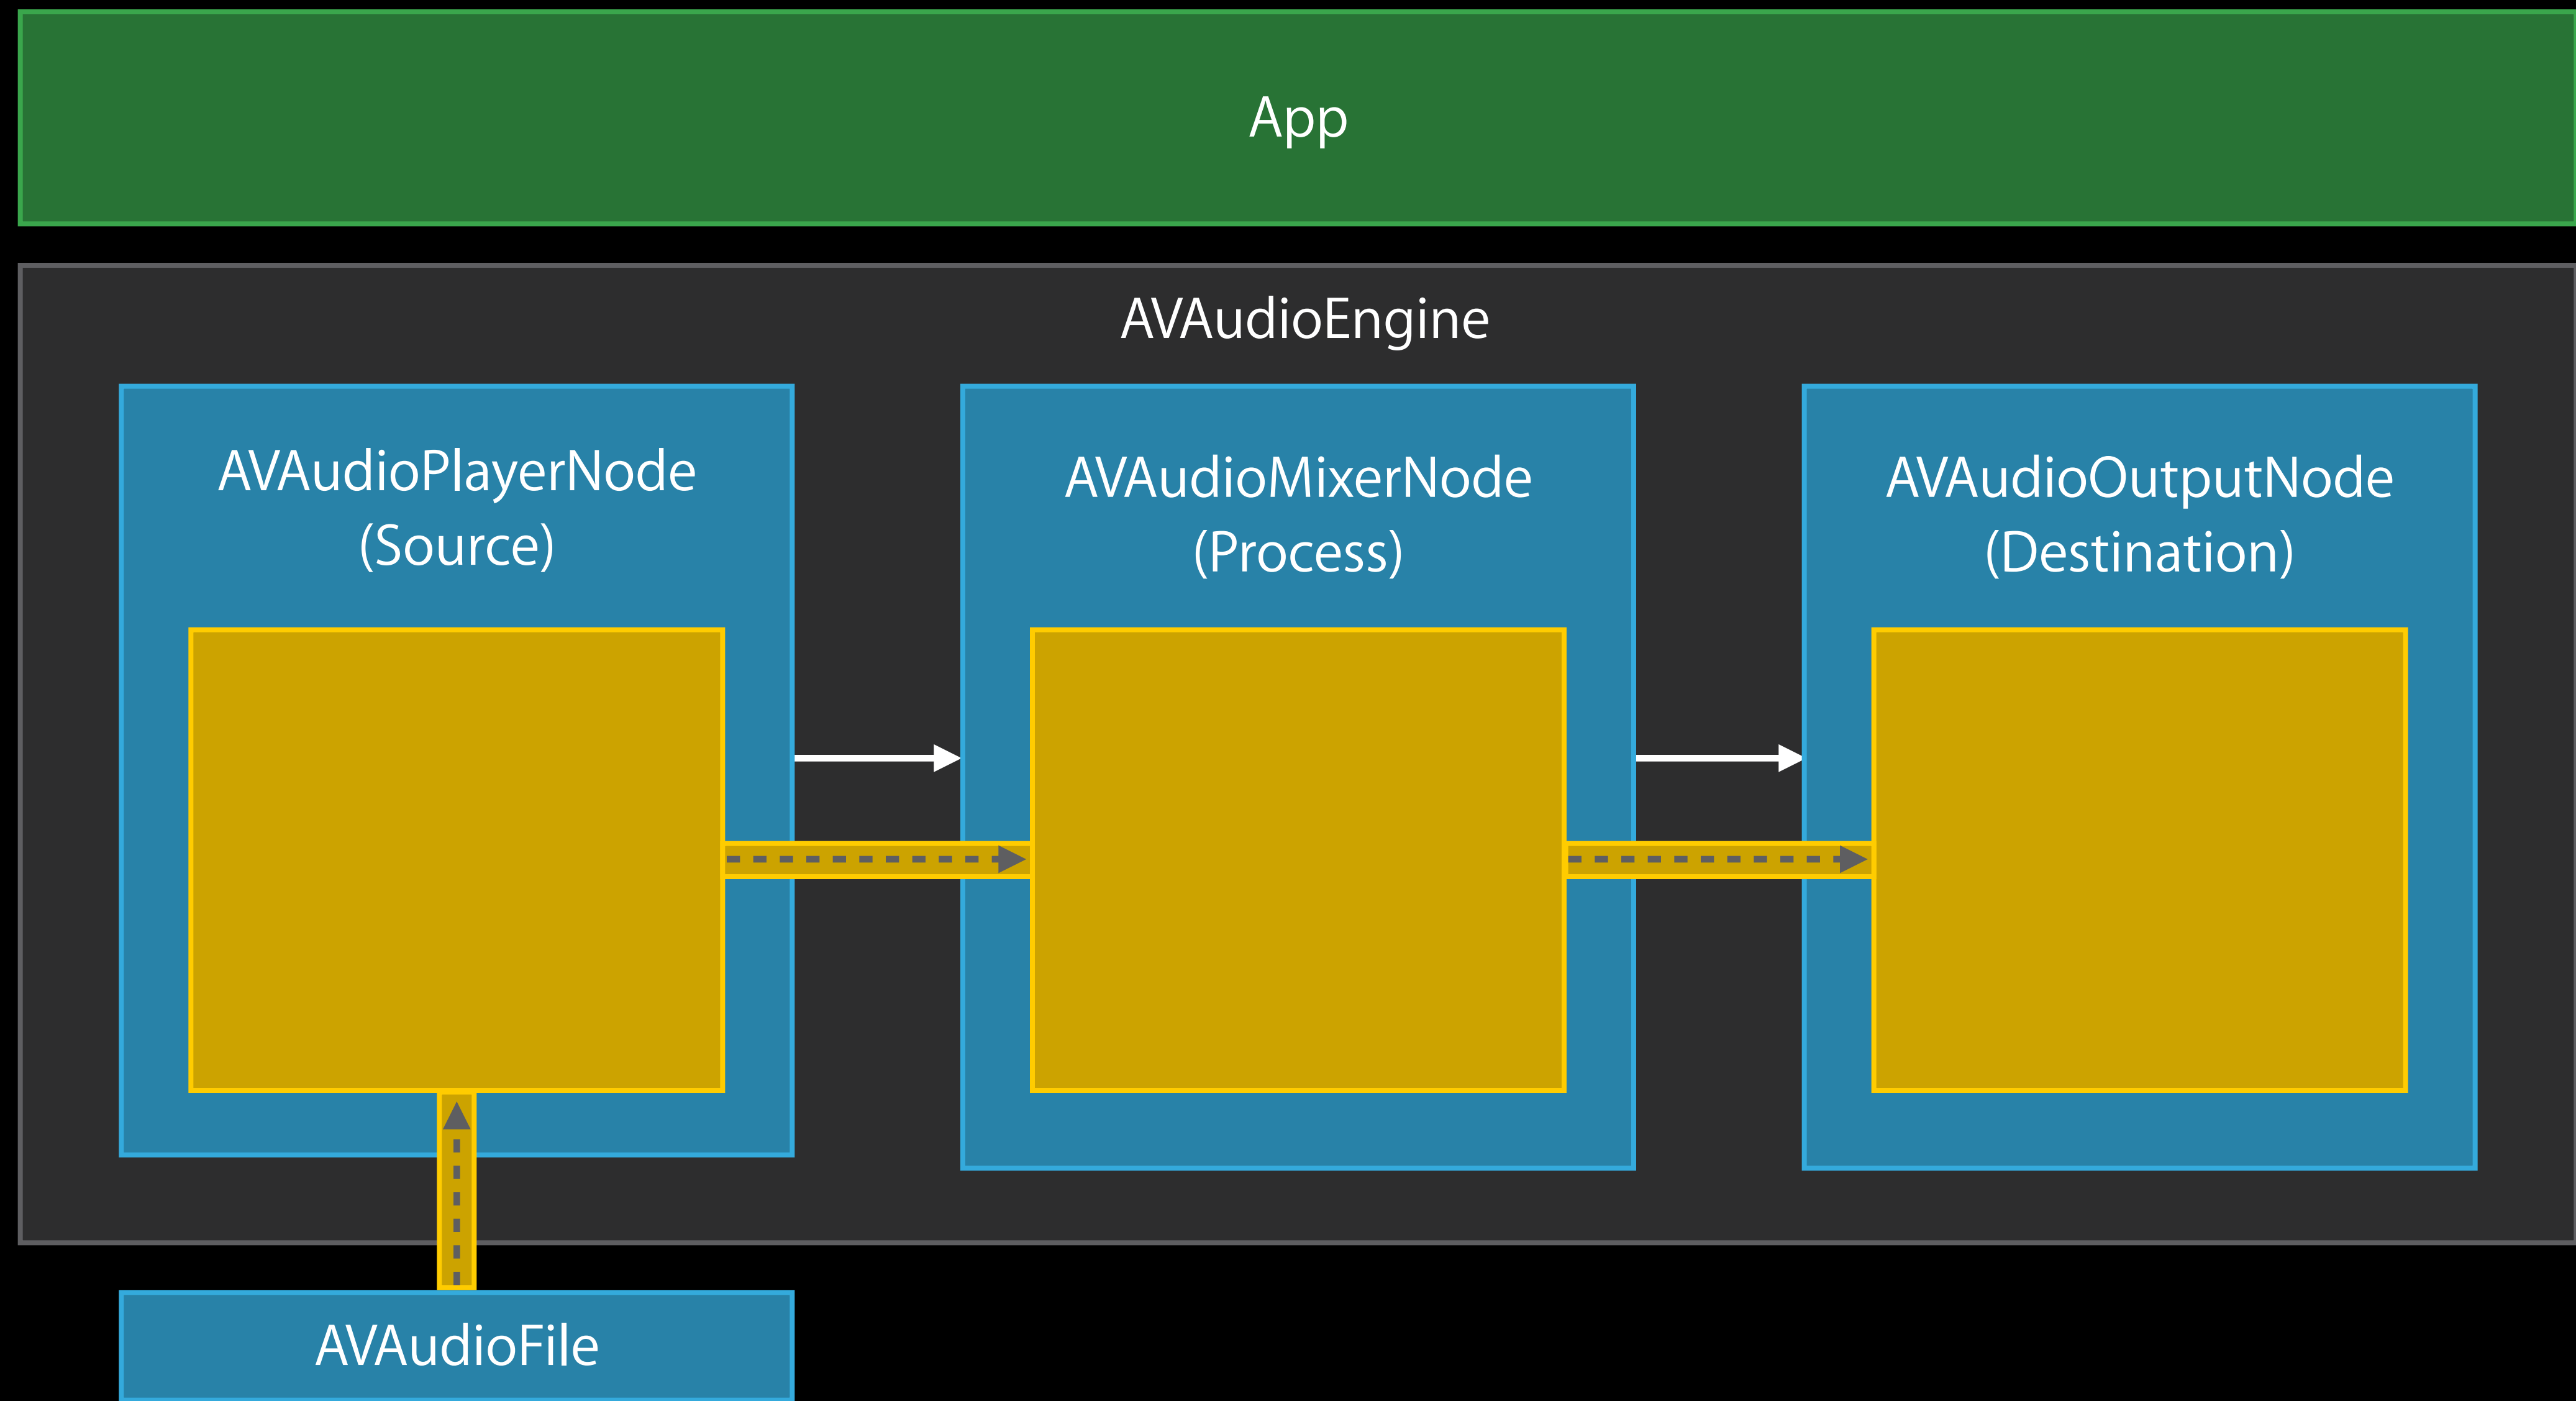 App
AVAudioEngine
AVAudioPlayerNode
(Source)
AVAudioMixerNode
(Process)
AVAudioOutputNode
(Destination)
AVAudioFile